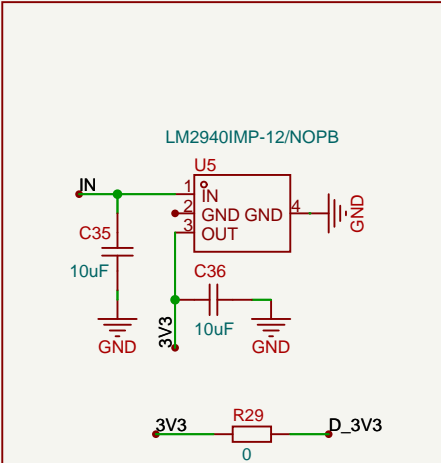 LM2940IMP-12/NOPB
U5
IN
1
IN
2
GND GND
4
GND
3
OUT
C35
10uF
GND
C36
10uF
GND
3V3
3V3
R29
0
D_3V3